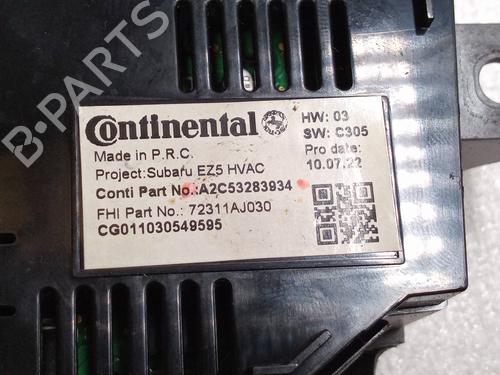 B-PARTS
Continental
HW: 03
SW: C305
Made in P.R.C.
Pro date:
Project:Subaru EZ5 HVAC
10.07.22
Conti Part No.:A2C53283934
FHI Part No.: 72311AJ030
CG011030549595